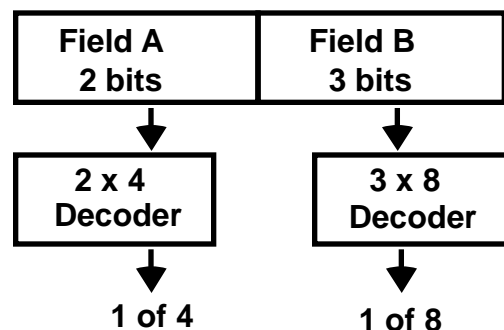 Field A
2 bits
Field B
3 bits
2 x 4
Decoder
3 x 8
Decoder
1 of 4
1 of 8